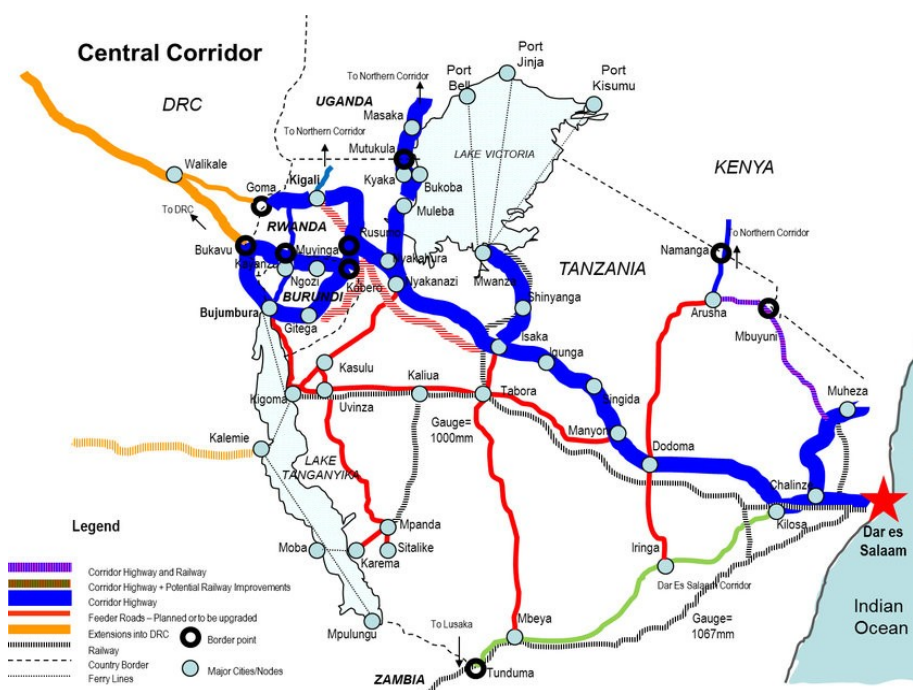 Central Corridor
DRC
UGANDA
To Northern Corridor
Port
Bell
Port
Jinja
Port
Kisumu
Masaka
To Northern Corridor
Mutukula
LAKE VICTORIA
KENYA
Walikale
Goma
Kigali
Kyaka
Bukoba
To DRC
RWANDA
Muleba
Rusumo
Bukavu
Kayanza
Muyinga
Nyakahura
Mwanza
TANZANIA
Namanga
To Northern Corridor
Ngozi
Kobero
Nyakanazi
BURUNDI
Shinyanga
Bujumbura
Gitega
Arusha
Mbuyuni
Isaka
Igunga
Kasulu
Kaliua
Singida
Muheza
Kigoma
Uvinza
Tabora
Gauge=
1000mm
Manyoni
Dodoma
Kalemie
LAKE
TANGANYIKA
Chalinze
Kilosa
Dar es
Salaam
Mpanda
Moba
Karema
Sitalike
Iringa
Dar Es Salaam Corridor
Indian
Ocean
Mpulungu
To Lusaka
Mbeya
Gauge=
1067mm
ZAMBIA
Tunduma
Legend
Corridor Highway and Railway
Corridor Highway + Potential Railway Improvements
Corridor Highway
Feeder Roads – Planned or to be upgraded
Extensions into DRC
Border point
Railway
Country Border
Major Cities/Nodes
Ferry Lines